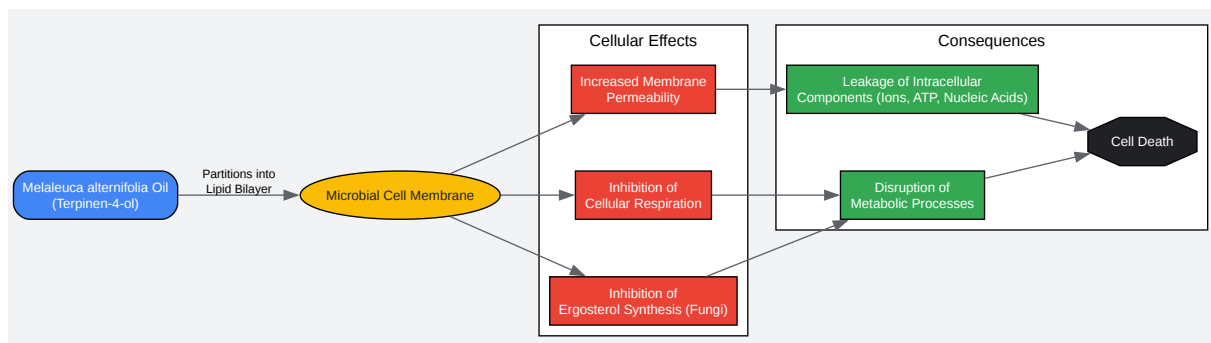 Melaleuca alternifolia Oil
(Terpinen-4-ol)
Partitions into
Lipid Bilayer
Microbial Cell Membrane
Cellular Effects
Increased Membrane
Permeability
Inhibition of
Cellular Respiration
Inhibition of
Ergosterol Synthesis (Fungi)
Consequences
Leakage of Intracellular
Components (Ions, ATP, Nucleic Acids)
Disruption of
Metabolic Processes
Cell Death